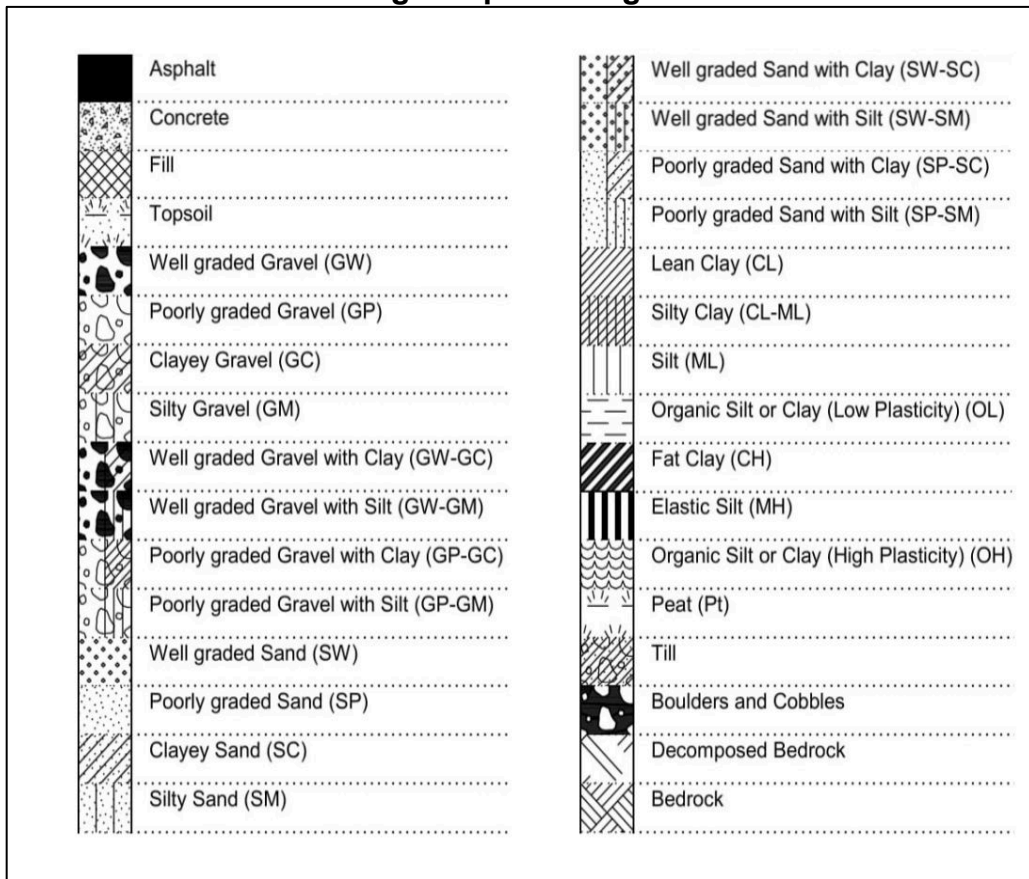 Asphalt
Concrete
Fill
Topsoil
Well graded Gravel (GW)
Poorly graded Gravel (GP)
Clayey Gravel (GC)
Silty Gravel (GM)
Well graded Gravel with Clay (GW-GC)
Well graded Gravel with Silt (GW-GM)
Poorly graded Gravel with Clay (GP-GC)
Poorly graded Gravel with Silt (GP-GM)
Well graded Sand (SW)
Poorly graded Sand (SP)
Clayey Sand (SC)
Silty Sand (SM)
Well graded Sand with Clay (SW-SC)
Well graded Sand with Silt (SW-SM)
Poorly graded Sand with Clay (SP-SC)
Poorly graded Sand with Silt (SP-SM)
Lean Clay (CL)
Silty Clay (CL-ML)
Silt (ML)
Organic Silt or Clay (Low Plasticity) (OL)
Fat Clay (CH)
Elastic Silt (MH)
Organic Silt or Clay (High Plasticity) (OH)
Peat (Pt)
Till
Boulders and Cobbles
Decomposed Bedrock
Bedrock